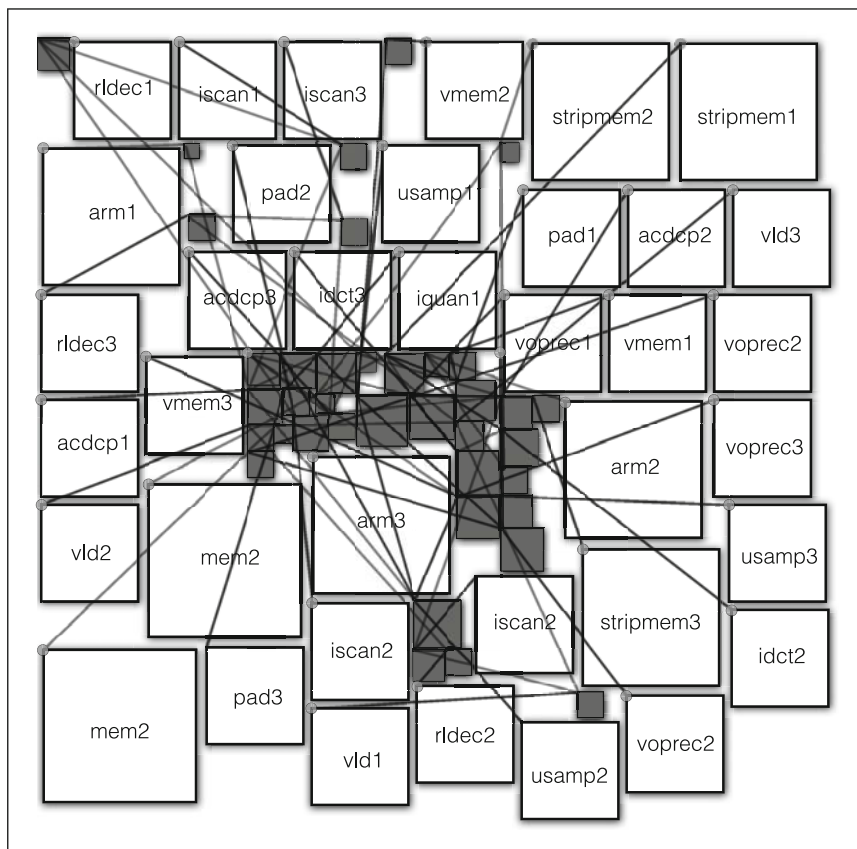 rldec1
iscan1
iscan3
vmem2
stripmem2
stripmem1
arm1
pad2
usamp1
pad1
acdcp2
vld3
acdcp3
idct3
iquan1
rldec3
voprec1
vmem1
voprec2
vmem3
acdcp1
arm2
voprec3
arm3
vld2
mem2
usamp3
iscan2
iscan2
stripmem3
idct2
mem2
pad3
vld1
rldec2
usamp2
voprec2